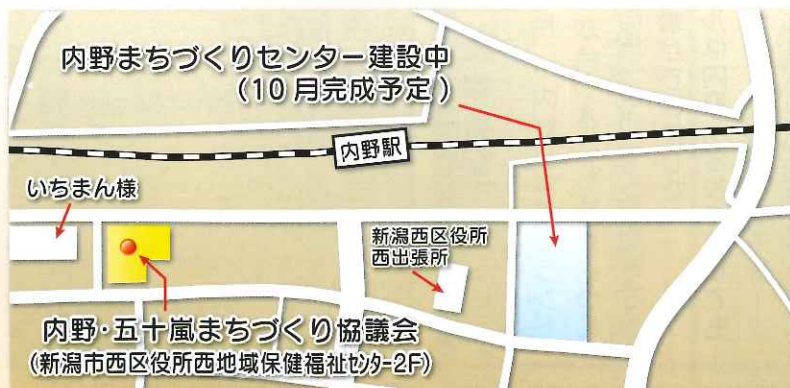 内野まちづくりセンター建設中
(10月完成予定)
内野駅
いちまん様
新潟西区役所
西出張所
内野・五十嵐まちづくり協議会
(新潟市西区役所西地域保健福祉センター2F)